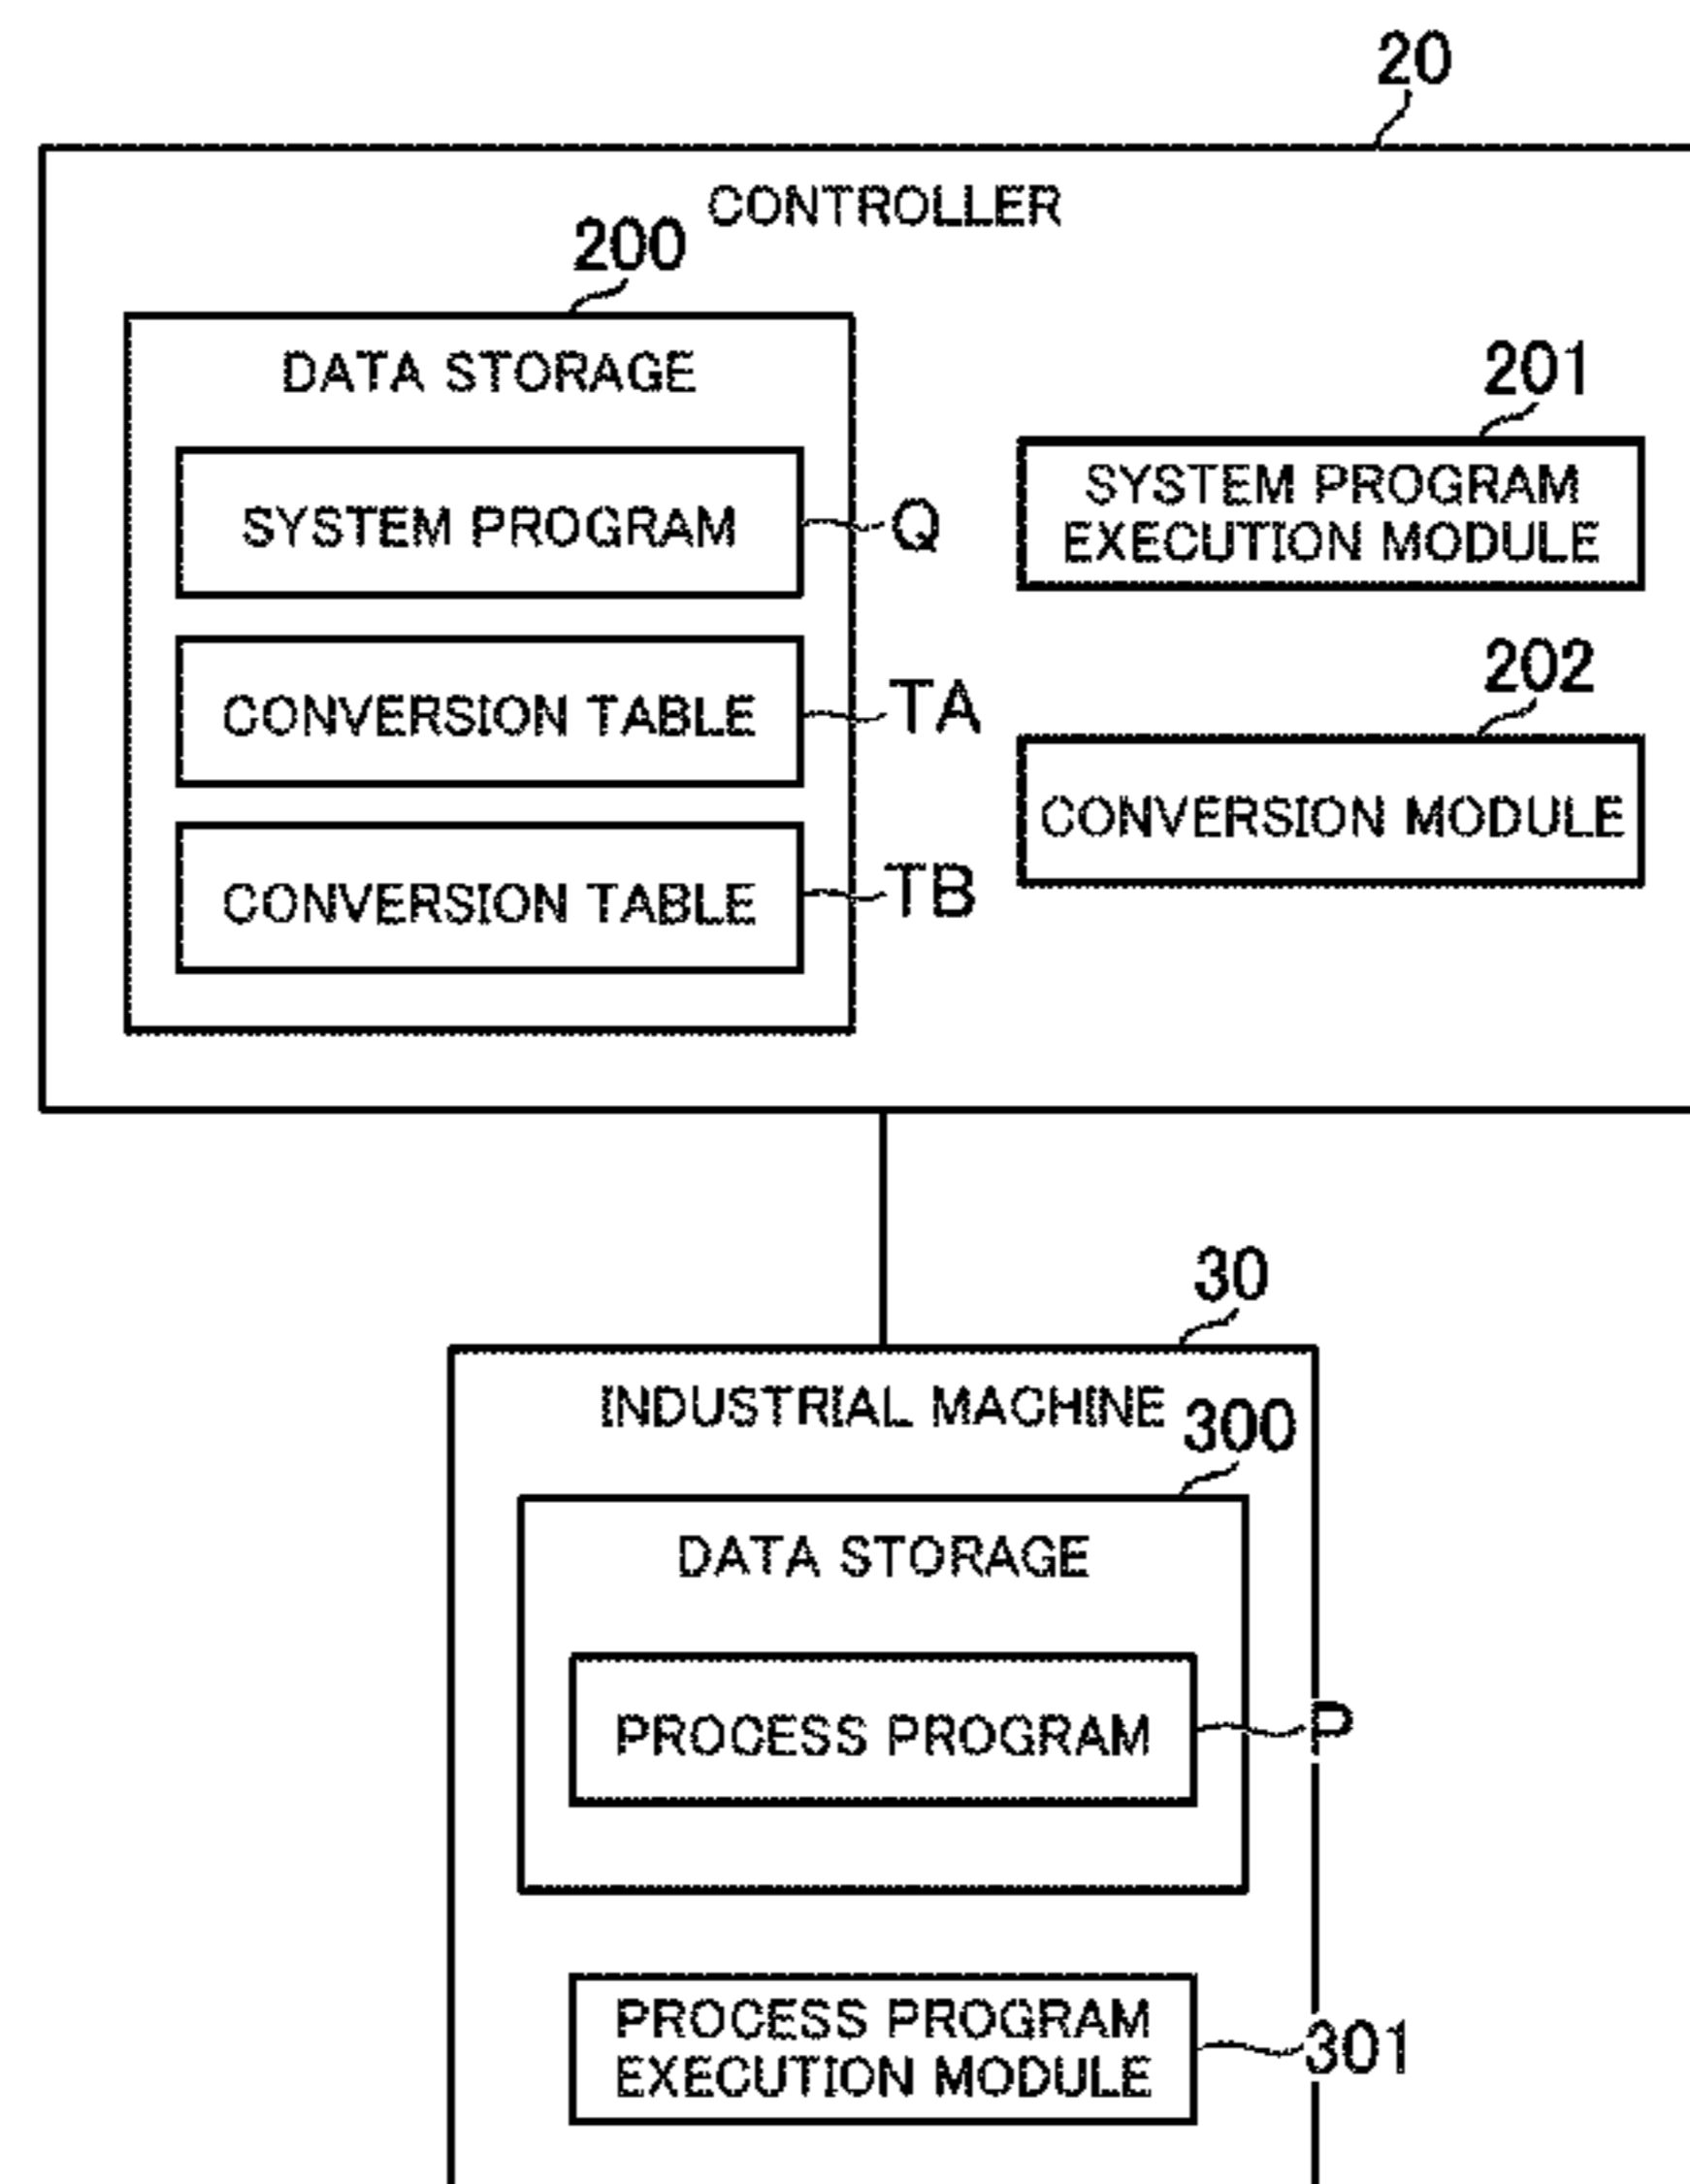 20
CONTROLLER
200
DATA STORAGE
201
SYSTEM PROGRAM
EXECUTION MODULE
SYSTEM PROGRAM
Q
202
CONVERSION TABLE
TA
CONVERSION MODULE
CONVERSION TABLE
TB
30
INDUSTRIAL MACHINE
300
DATA STORAGE
PROCESS PROGRAM
P
PROCESS PROGRAM
EXECUTION MODULE
301